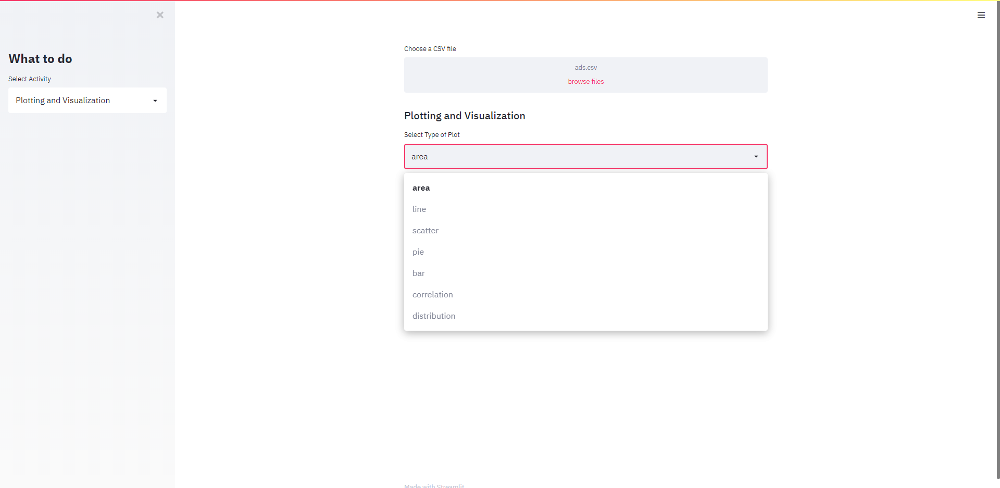 What to do
Select Activity
Plotting and Visualization
Choose a CSV file
ads.csv
browse files
Plotting and Visualization
Select Type of Plot
area
area
line
scatter
pie
bar
correlation
distribution
Made with Streamlit